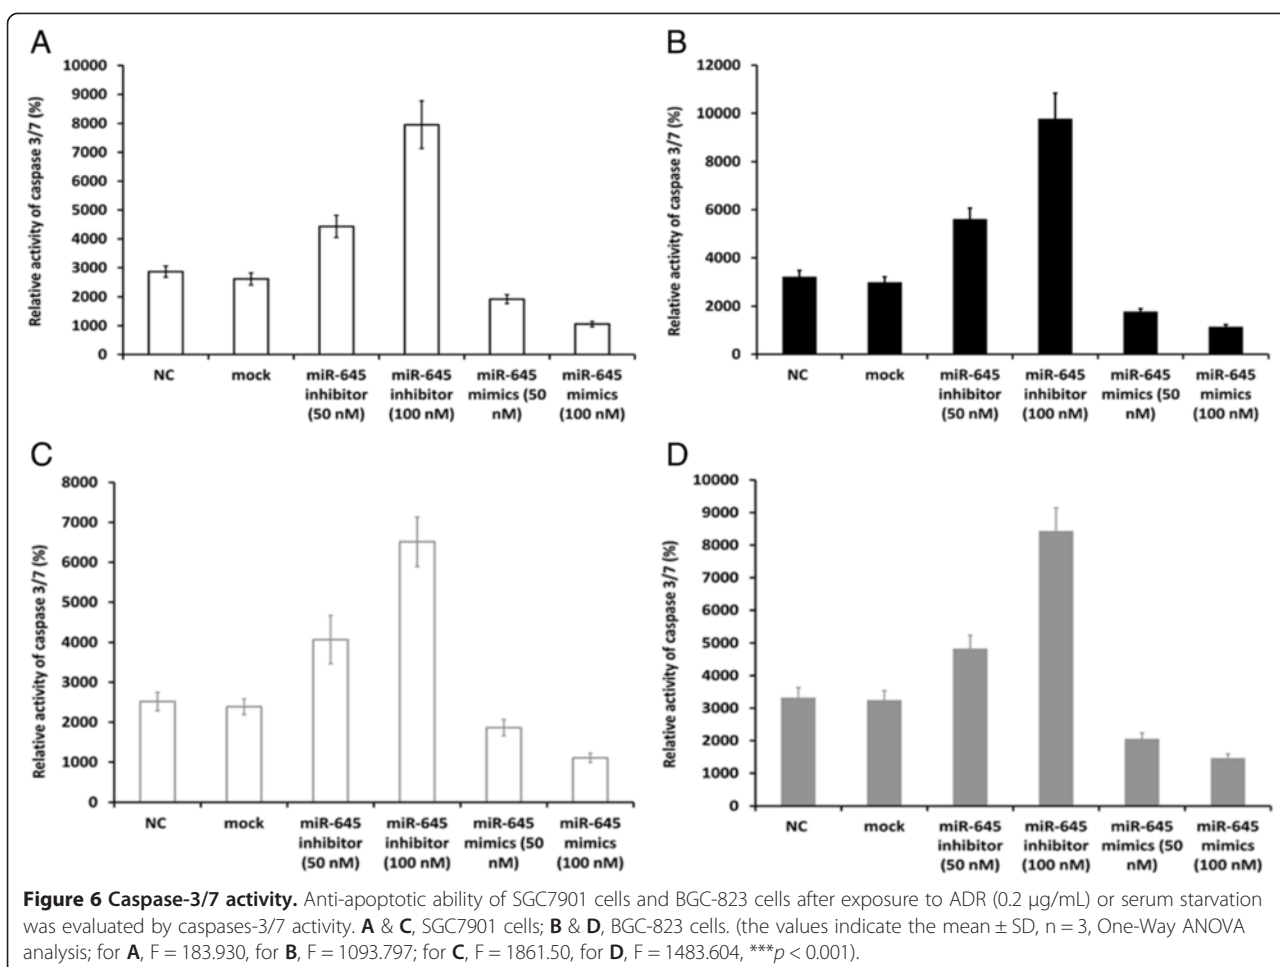 A
Relative activity of caspase 3/7 (%)
10000
9000
8000
7000
6000
5000
4000
3000
2000
1000
0
NC
mock
miR-645
inhibitor
(50 nM)
miR-645
inhibitor
(100 nM)
miR-645
mimics (50
nM)
miR-645
mimics
(100 nM)
B
Relative activity of caspase 3/7 (%)
12000
10000
8000
6000
4000
2000
0
NC
mock
miR-645
inhibitor
(50 nM)
miR-645
inhibitor
(100 nM)
miR-645
mimics (50
nM)
miR-645
mimics
(100 nM)
C
Relative activity of caspase 3/7 (%)
8000
7000
6000
5000
4000
3000
2000
1000
0
NC
mock
miR-645
inhibitor
(50 nM)
miR-645
inhibitor
(100 nM)
miR-645
mimics (50
nM)
miR-645
mimics
(100 nM)
D
Relative activity of caspase 3/7 (%)
10000
9000
8000
7000
6000
5000
4000
3000
2000
1000
0
NC
mock
miR-645
inhibitor
(50 nM)
miR-645
inhibitor
(100 nM)
miR-645
mimics (50
nM)
miR-645
mimics
(100 nM)
Figure 6 Caspase-3/7 activity. Anti-apoptotic ability of SGC7901 cells and BGC-823 cells after exposure to ADR (0.2 μg/mL) or serum starvation
was evaluated by caspases-3/7 activity. A & C, SGC7901 cells; B & D, BGC-823 cells. (the values indicate the mean ± SD, n = 3, One-Way ANOVA
analysis; for A, F = 183.930, for B, F = 1093.797; for C, F = 1861.50, for D, F = 1483.604, ***p < 0.001).